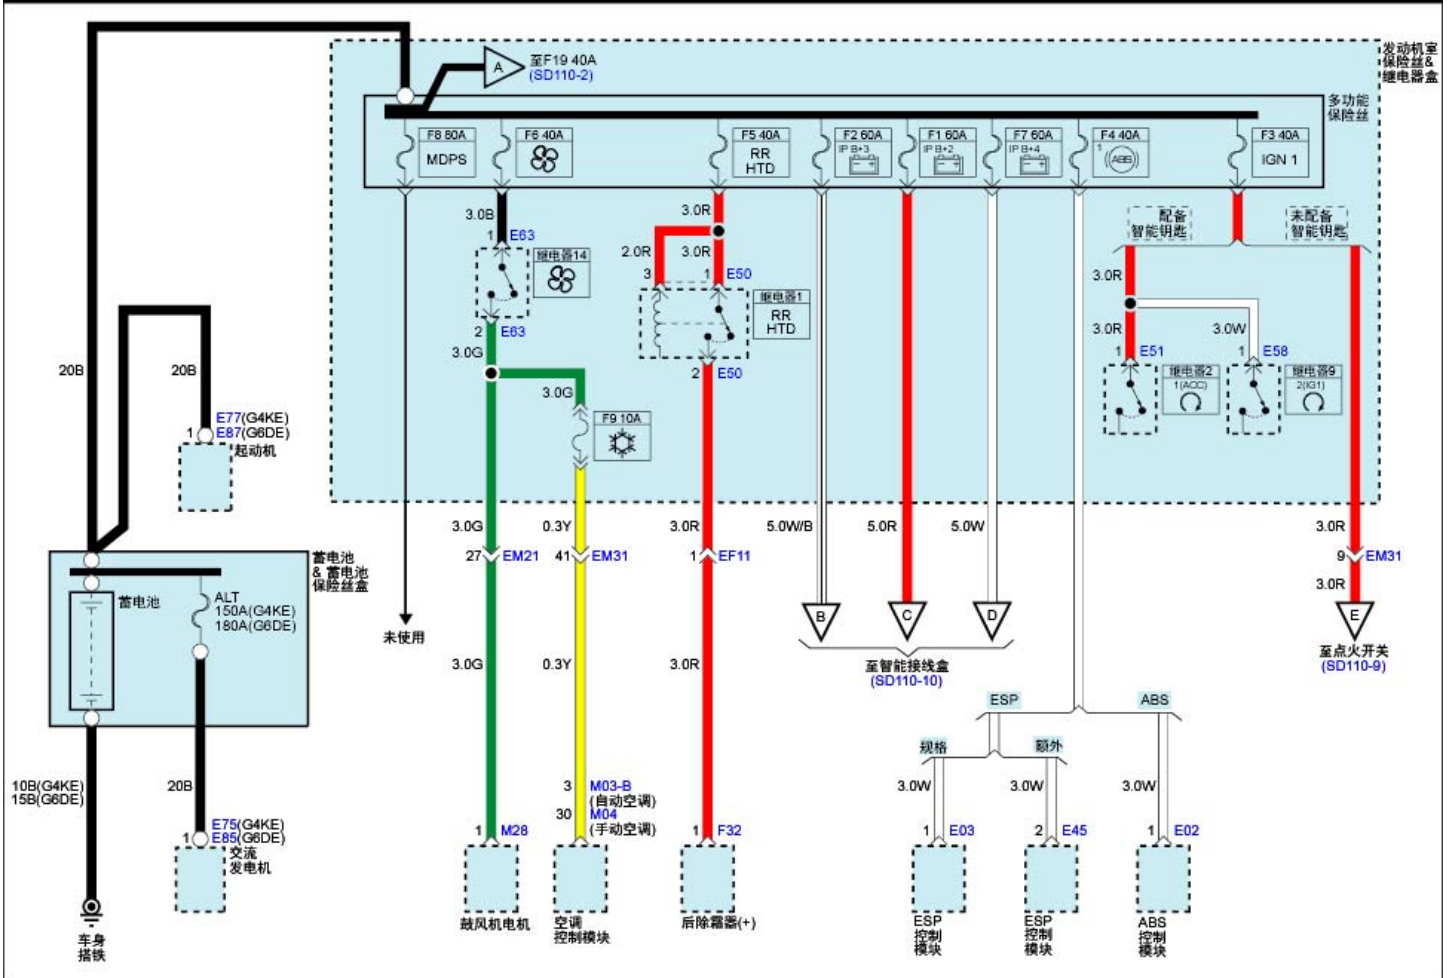 至F19 40A
(SD110-2)
A
发动机室
保险丝&
继电器盒
多功能
保险丝
F8 80A
MDPS
F6 40A
F5 40A
RR
HTD
F2 60A
IP B+3
F1 60A
IP B+2
F7 60A
IP B+4
F4 40A
1
(ABS)
F3 40A
IGN 1
3.0B
1
E63
继电器14
2
E63
3.0G
3.0G
F9 10A
3.0R
2.0R
3.0R
3
1
E50
继电器1
RR
HTD
2
E50
配备
智能钥匙
未配备
智能钥匙
3.0R
3.0R
3.0W
1
E51
1
E58
继电器2
1(ACC)
继电器9
2(IG1)
20B
20B
E77(G4KE)
1
E87(G6DE)
起动机
3.0G
0.3Y
3.0R
5.0W/B
5.0R
5.0W
3.0R
27
EM21
41
EM31
1
EF11
9
EM31
3.0R
蓄电池
& 蓄电池
保险丝盒
蓄电池
ALT
150A(G4KE)
180A(G6DE)
未使用
B
C
D
E
至智能接线盒
(SD110-10)
至点火开关
(SD110-9)
3.0G
0.3Y
3.0R
ESP
ABS
规格
额外
10B(G4KE)
15B(G6DE)
20B
3
M03-B
(自动空调)
30
M04
(手动空调)
3.0W
3.0W
3.0W
E75(G4KE)
1
E85(G6DE)
交流
发电机
1
M28
1
F32
1
E03
2
E45
1
E02
车身
搭铁
鼓风机电机
空调
控制模块
后除霜器(+)
ESP
控制
模块
ESP
控制
模块
ABS
控制
模块